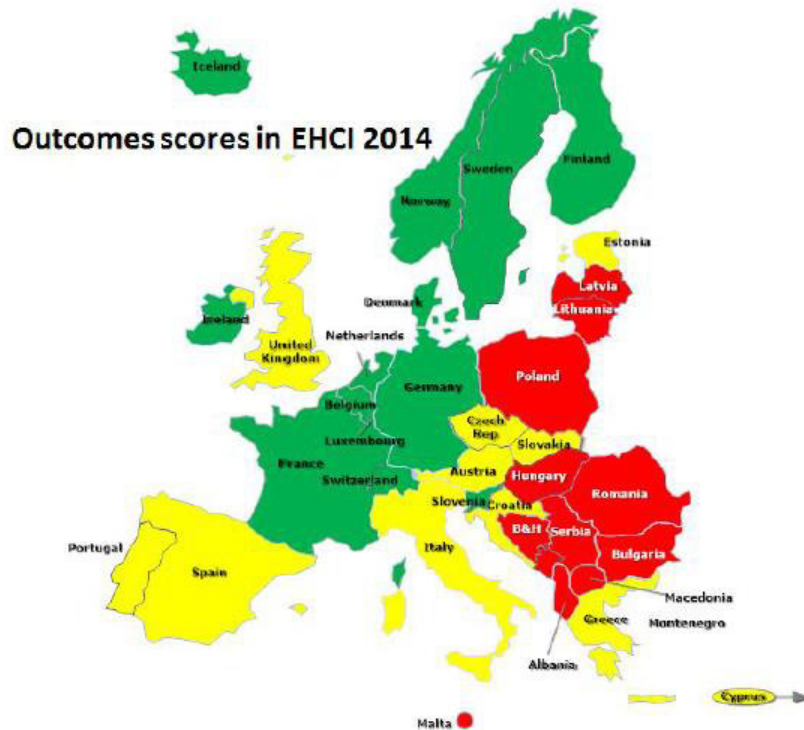 Iceland
Outcomes scores in EHCI 2014
Sweden
Finland
Norway
Estonia
Latvia
Lithuania
Denmark
Ireland
Netherlands
United
Kingdom
Germany
Poland
Belgium
Czech
Rep
Luxembourg
Slovakia
France
Austria
Hungary
Switzerland
Romania
Slovenia
Croatia
B&H
Serbia
Portugal
Italy
Bulgaria
Spain
Macedonia
Greece
Montenegro
Albania
Cyprus
Malta